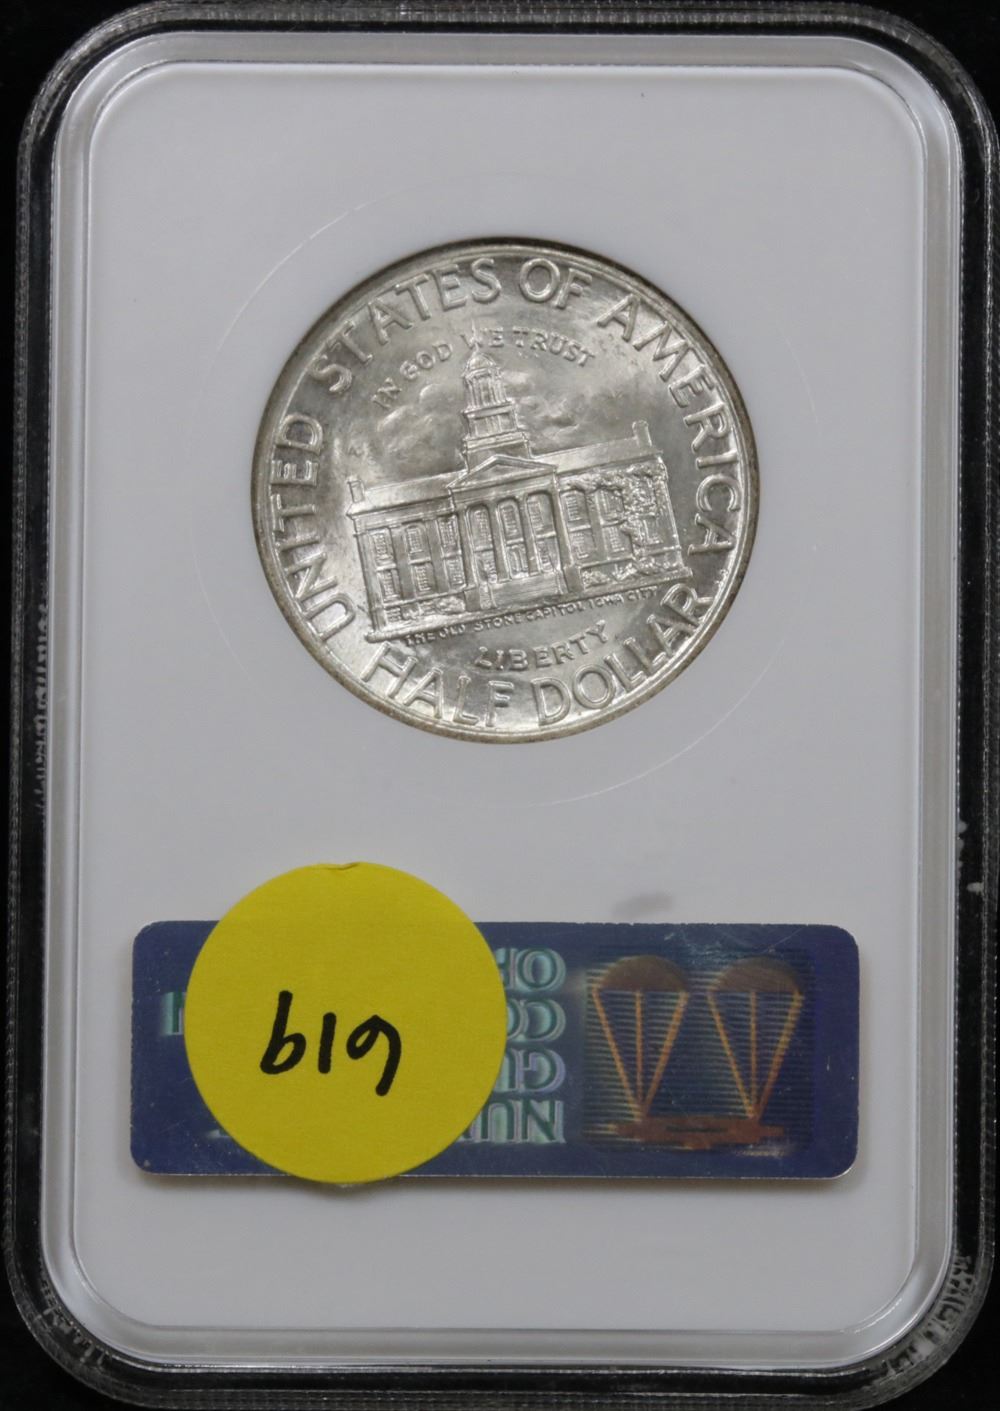 UNITED STATES OF AMERICA
IN GOD WE TRUST
THE OLD STONE CAPITOL IOWA CITY
LIBERTY
HALF DOLLAR
619